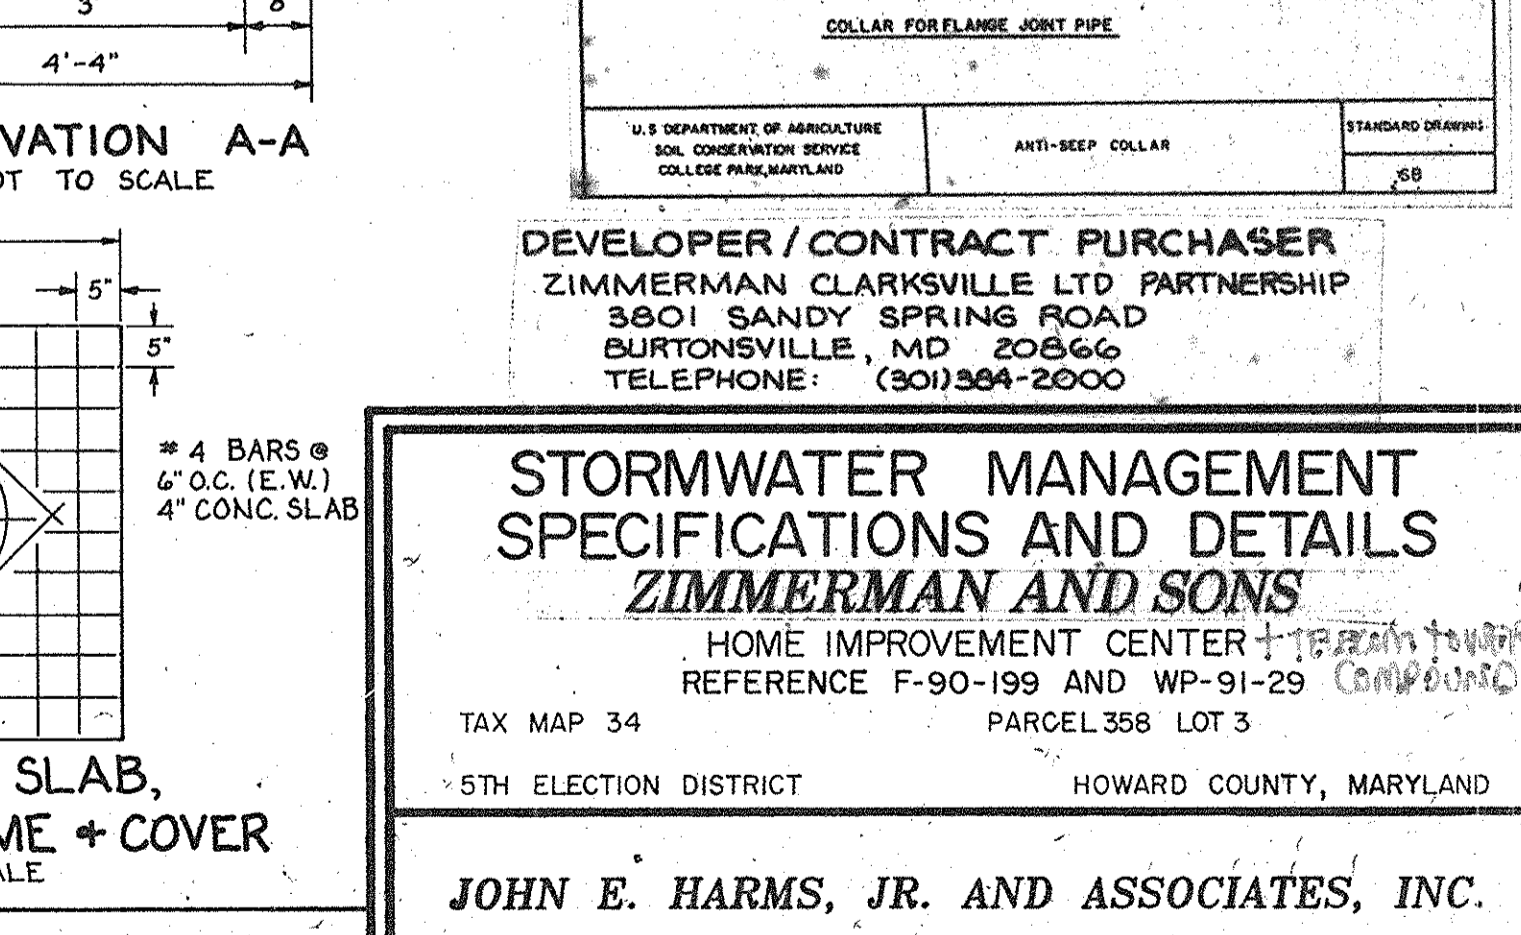 3'
8"
4'-4"
VATION A-A
OT TO SCALE
COLLAR FOR FLANGE JOINT PIPE
U.S DEPARTMENT OF AGRICULTURE
SOIL CONSERVATION SERVICE
COLLEGE PARK, MARYLAND
ANTI-SEEP COLLAR
STANDARD DRAWING
DEVELOPER / CONTRACT PURCHASER
ZIMMERMAN CLARKSVILLE LTD PARTNERSHIP
3801 SANDY SPRING ROAD
BURTONSVILLE, MD 20866
TELEPHONE: (301) 384-2000
5"
5"
# 4 BARS @
6" O.C. (E.W.)
4" CONC. SLAB
SLAB,
ME & COVER
ALE
STORMWATER MANAGEMENT
SPECIFICATIONS AND DETAILS
ZIMMERMAN AND SONS
HOME IMPROVEMENT CENTER +
REFERENCE F-90-199 AND WP-91-29 COMPOUND
TAX MAP 34 PARCEL 358 LOT 3
5TH ELECTION DISTRICT HOWARD COUNTY, MARYLAND
JOHN E. HARMS, JR. AND ASSOCIATES, INC.